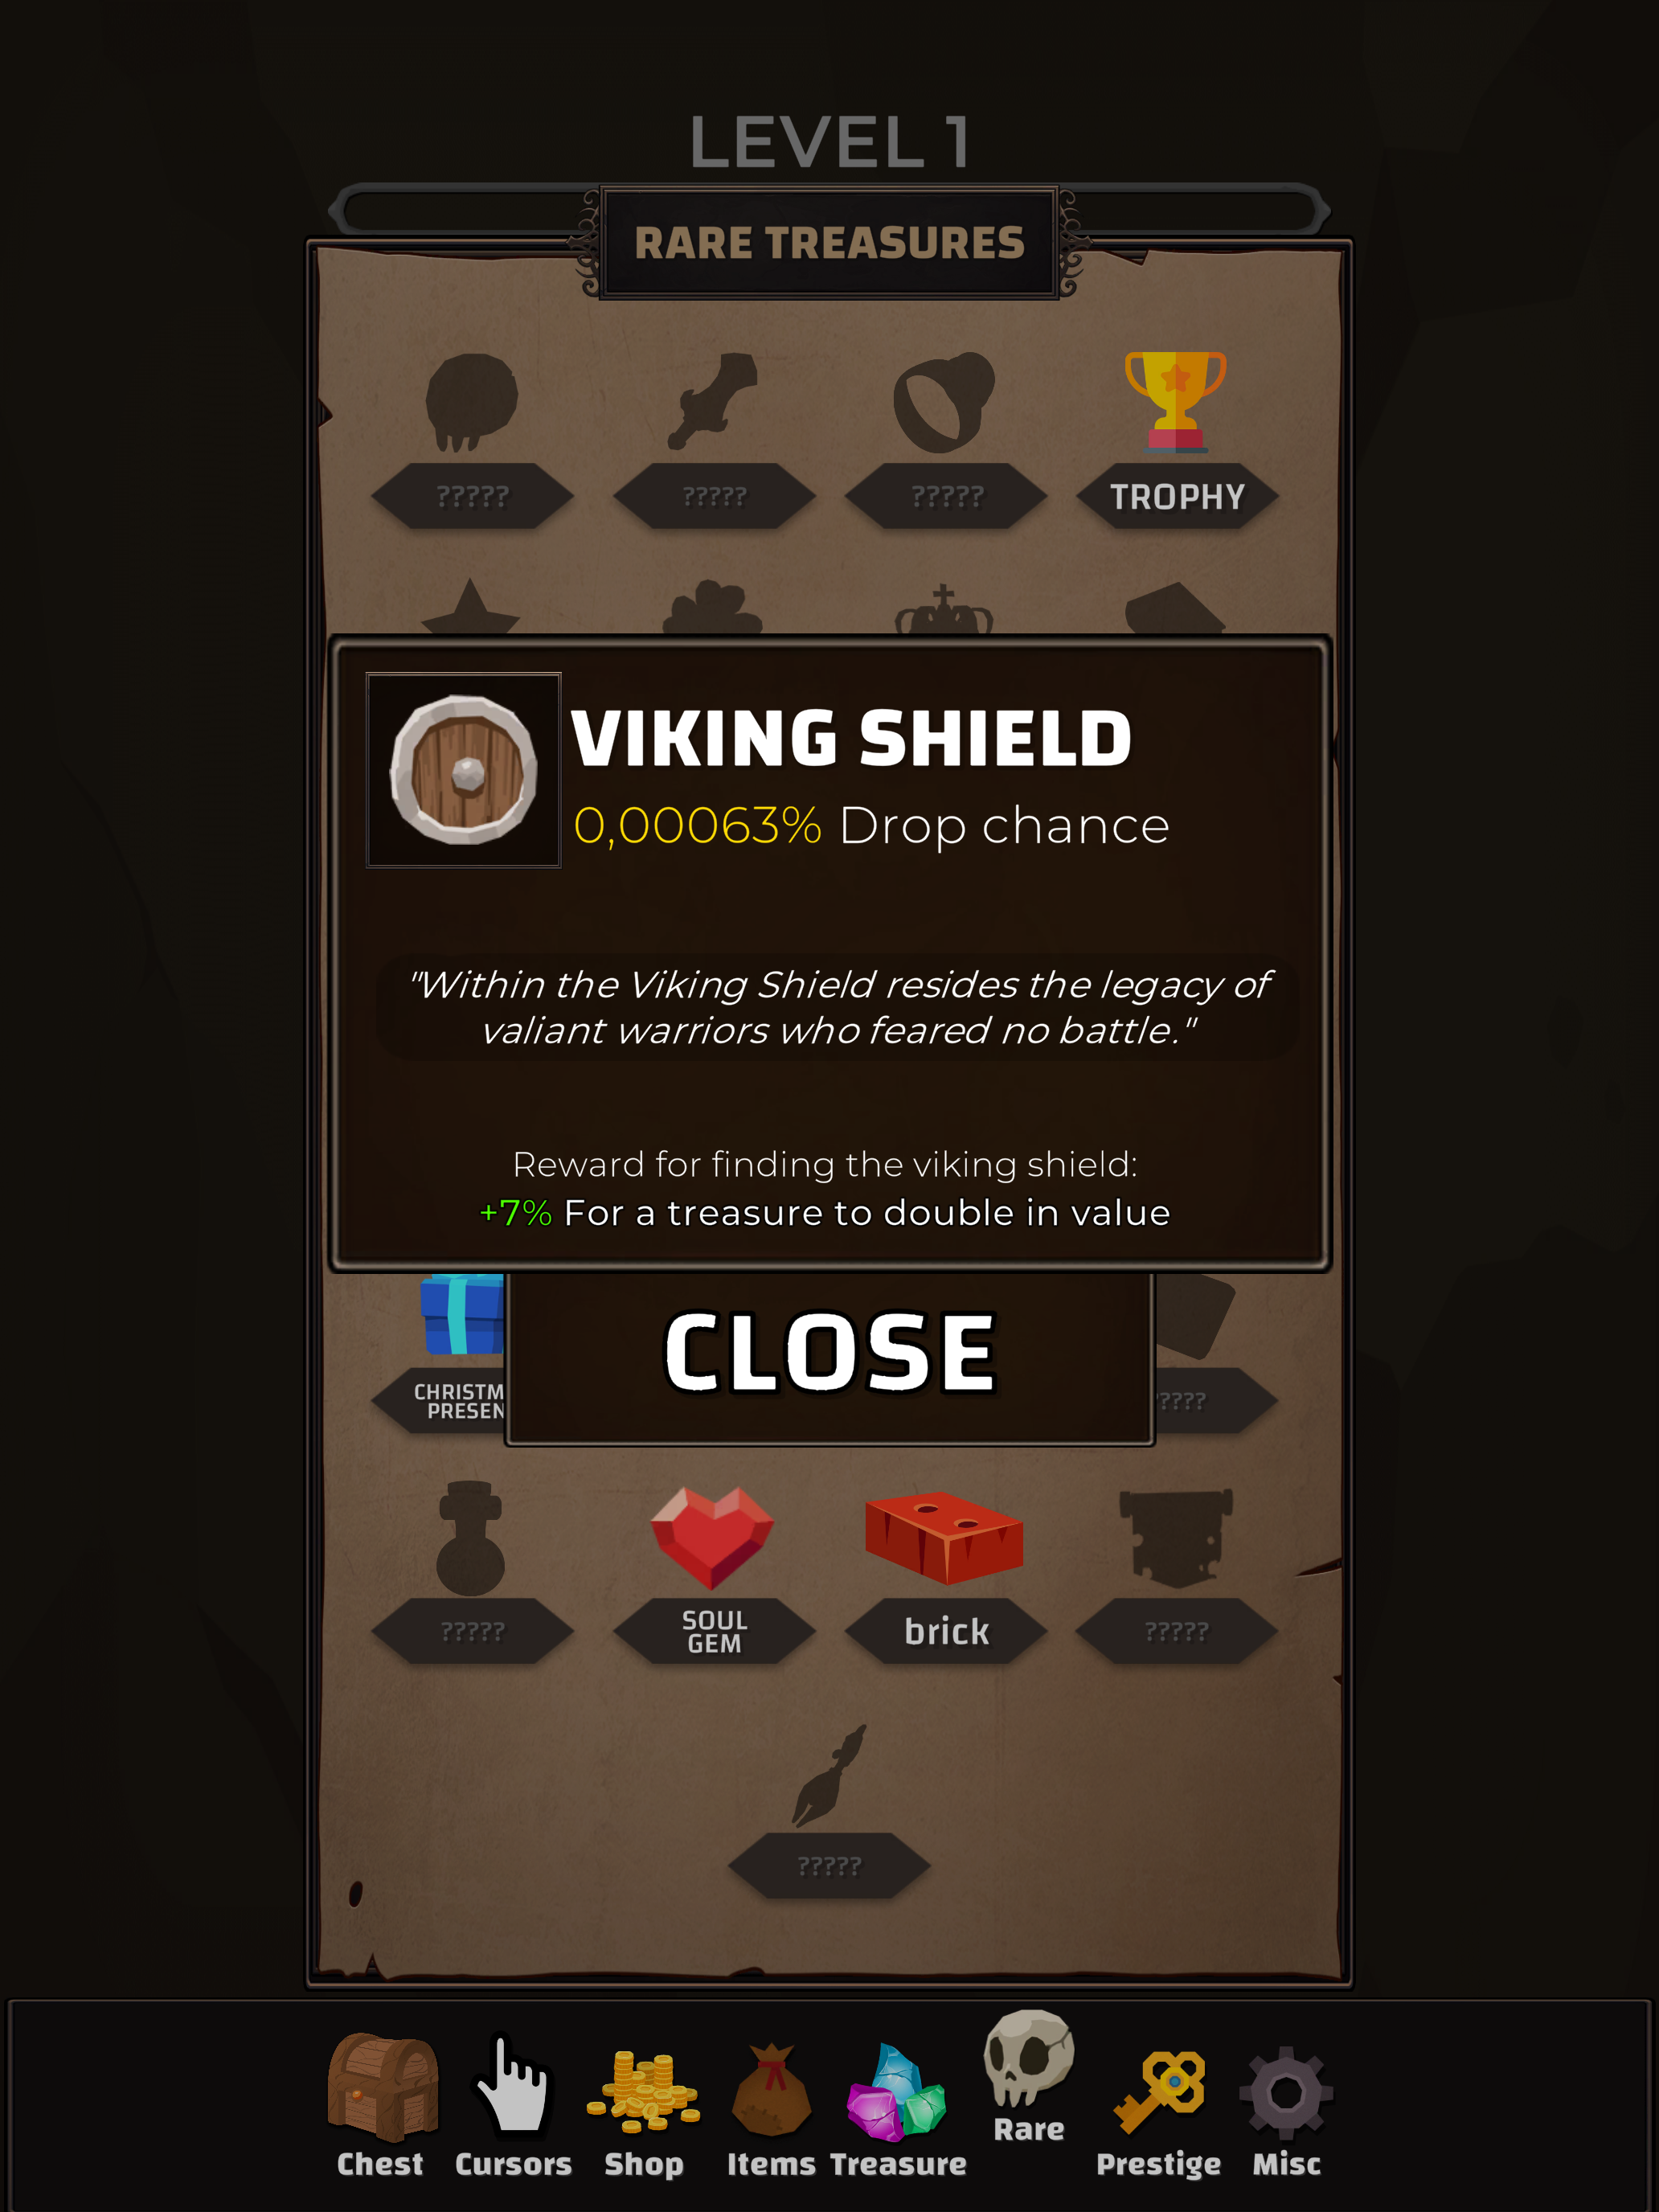 LEVEL 1
RARE TREASURES
?????
?????
?????
TROPHY
VIKING SHIELD
0,00063% Drop chance
"Within the Viking Shield resides the legacy of
valiant warriors who feared no battle."
Reward for finding the viking shield:
+7% For a treasure to double in value
CLOSE
?????
?????
SOUL
GEM
brick
?????
?????
Chest
Cursors
Shop
Items
Treasure
Rare
Prestige
Misc